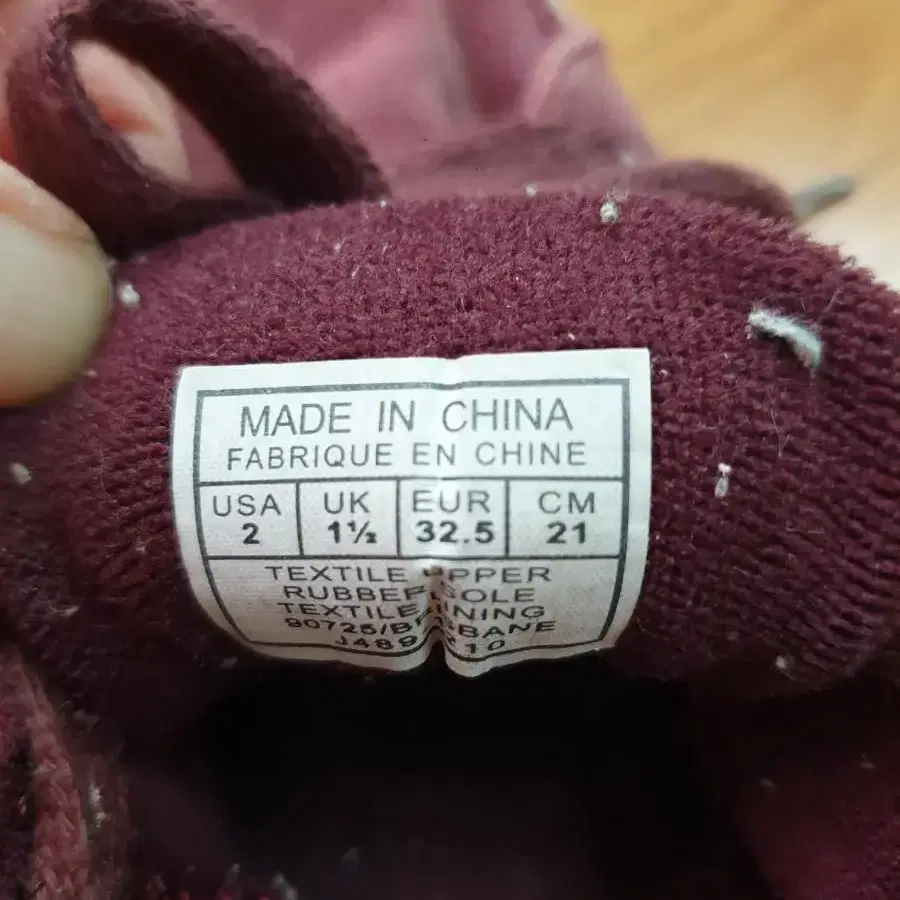 MADE IN CHINA
FABRIQUE EN CHINE
USA UK EUR CM
2 1½ 32.5 21
TEXTILE UPPER
RUBBER SOLE
TEXTILE LINING